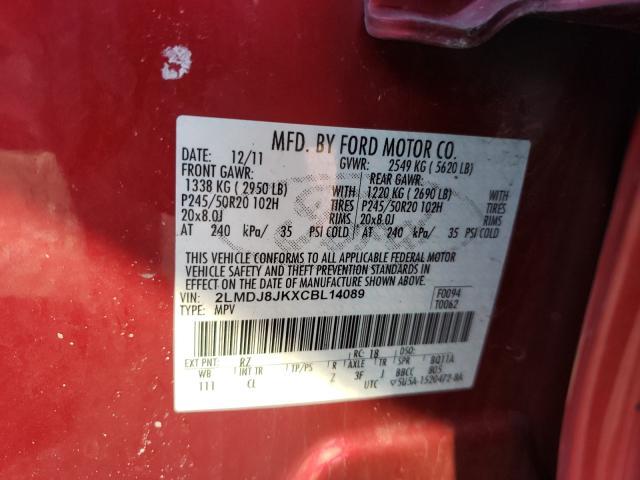 MFD. BY FORD MOTOR CO.
DATE: 12/11 GVWR: 2549 KG ( 5620 LB)
FRONT GAWR: REAR GAWR:
1338 KG ( 2950 LB) WITH 1220 KG ( 2690 LB) WITH
P245/50R20 102H TIRES P245/50R20 102H TIRES
20x8.0J RIMS 20x8.0J RIMS
AT 240 kPa/ 35 PSI COLD AT 240 kPa/ 35 PSI COLD
THIS VEHICLE CONFORMS TO ALL APPLICABLE FEDERAL MOTOR
VEHICLE SAFETY AND THEFT PREVENTION STANDARDS IN
EFFECT ON THE DATE OF MANUFACTURE SHOWN ABOVE.
VIN: 2LMDJ8JKXCBL14089 F0094
TYPE: MPV T0062
EXT PNT: RZ RC: 18 DSO:
WB INT TR TP/PS R AXLE TR SPR BQ11A
111 CL Z 3F J BBCC B05
UTC 5U5A-1520472-BA